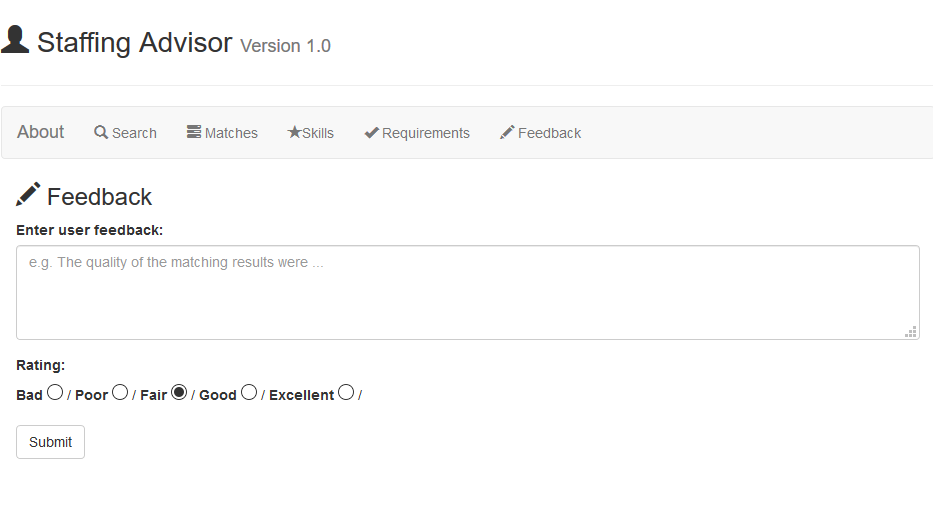 Staffing Advisor Version 1.0
About Search Matches Skills Requirements Feedback
Feedback
Enter user feedback:
e.g. The quality of the matching results were ...
Rating:
Bad / Poor / Fair / Good / Excellent /
Submit